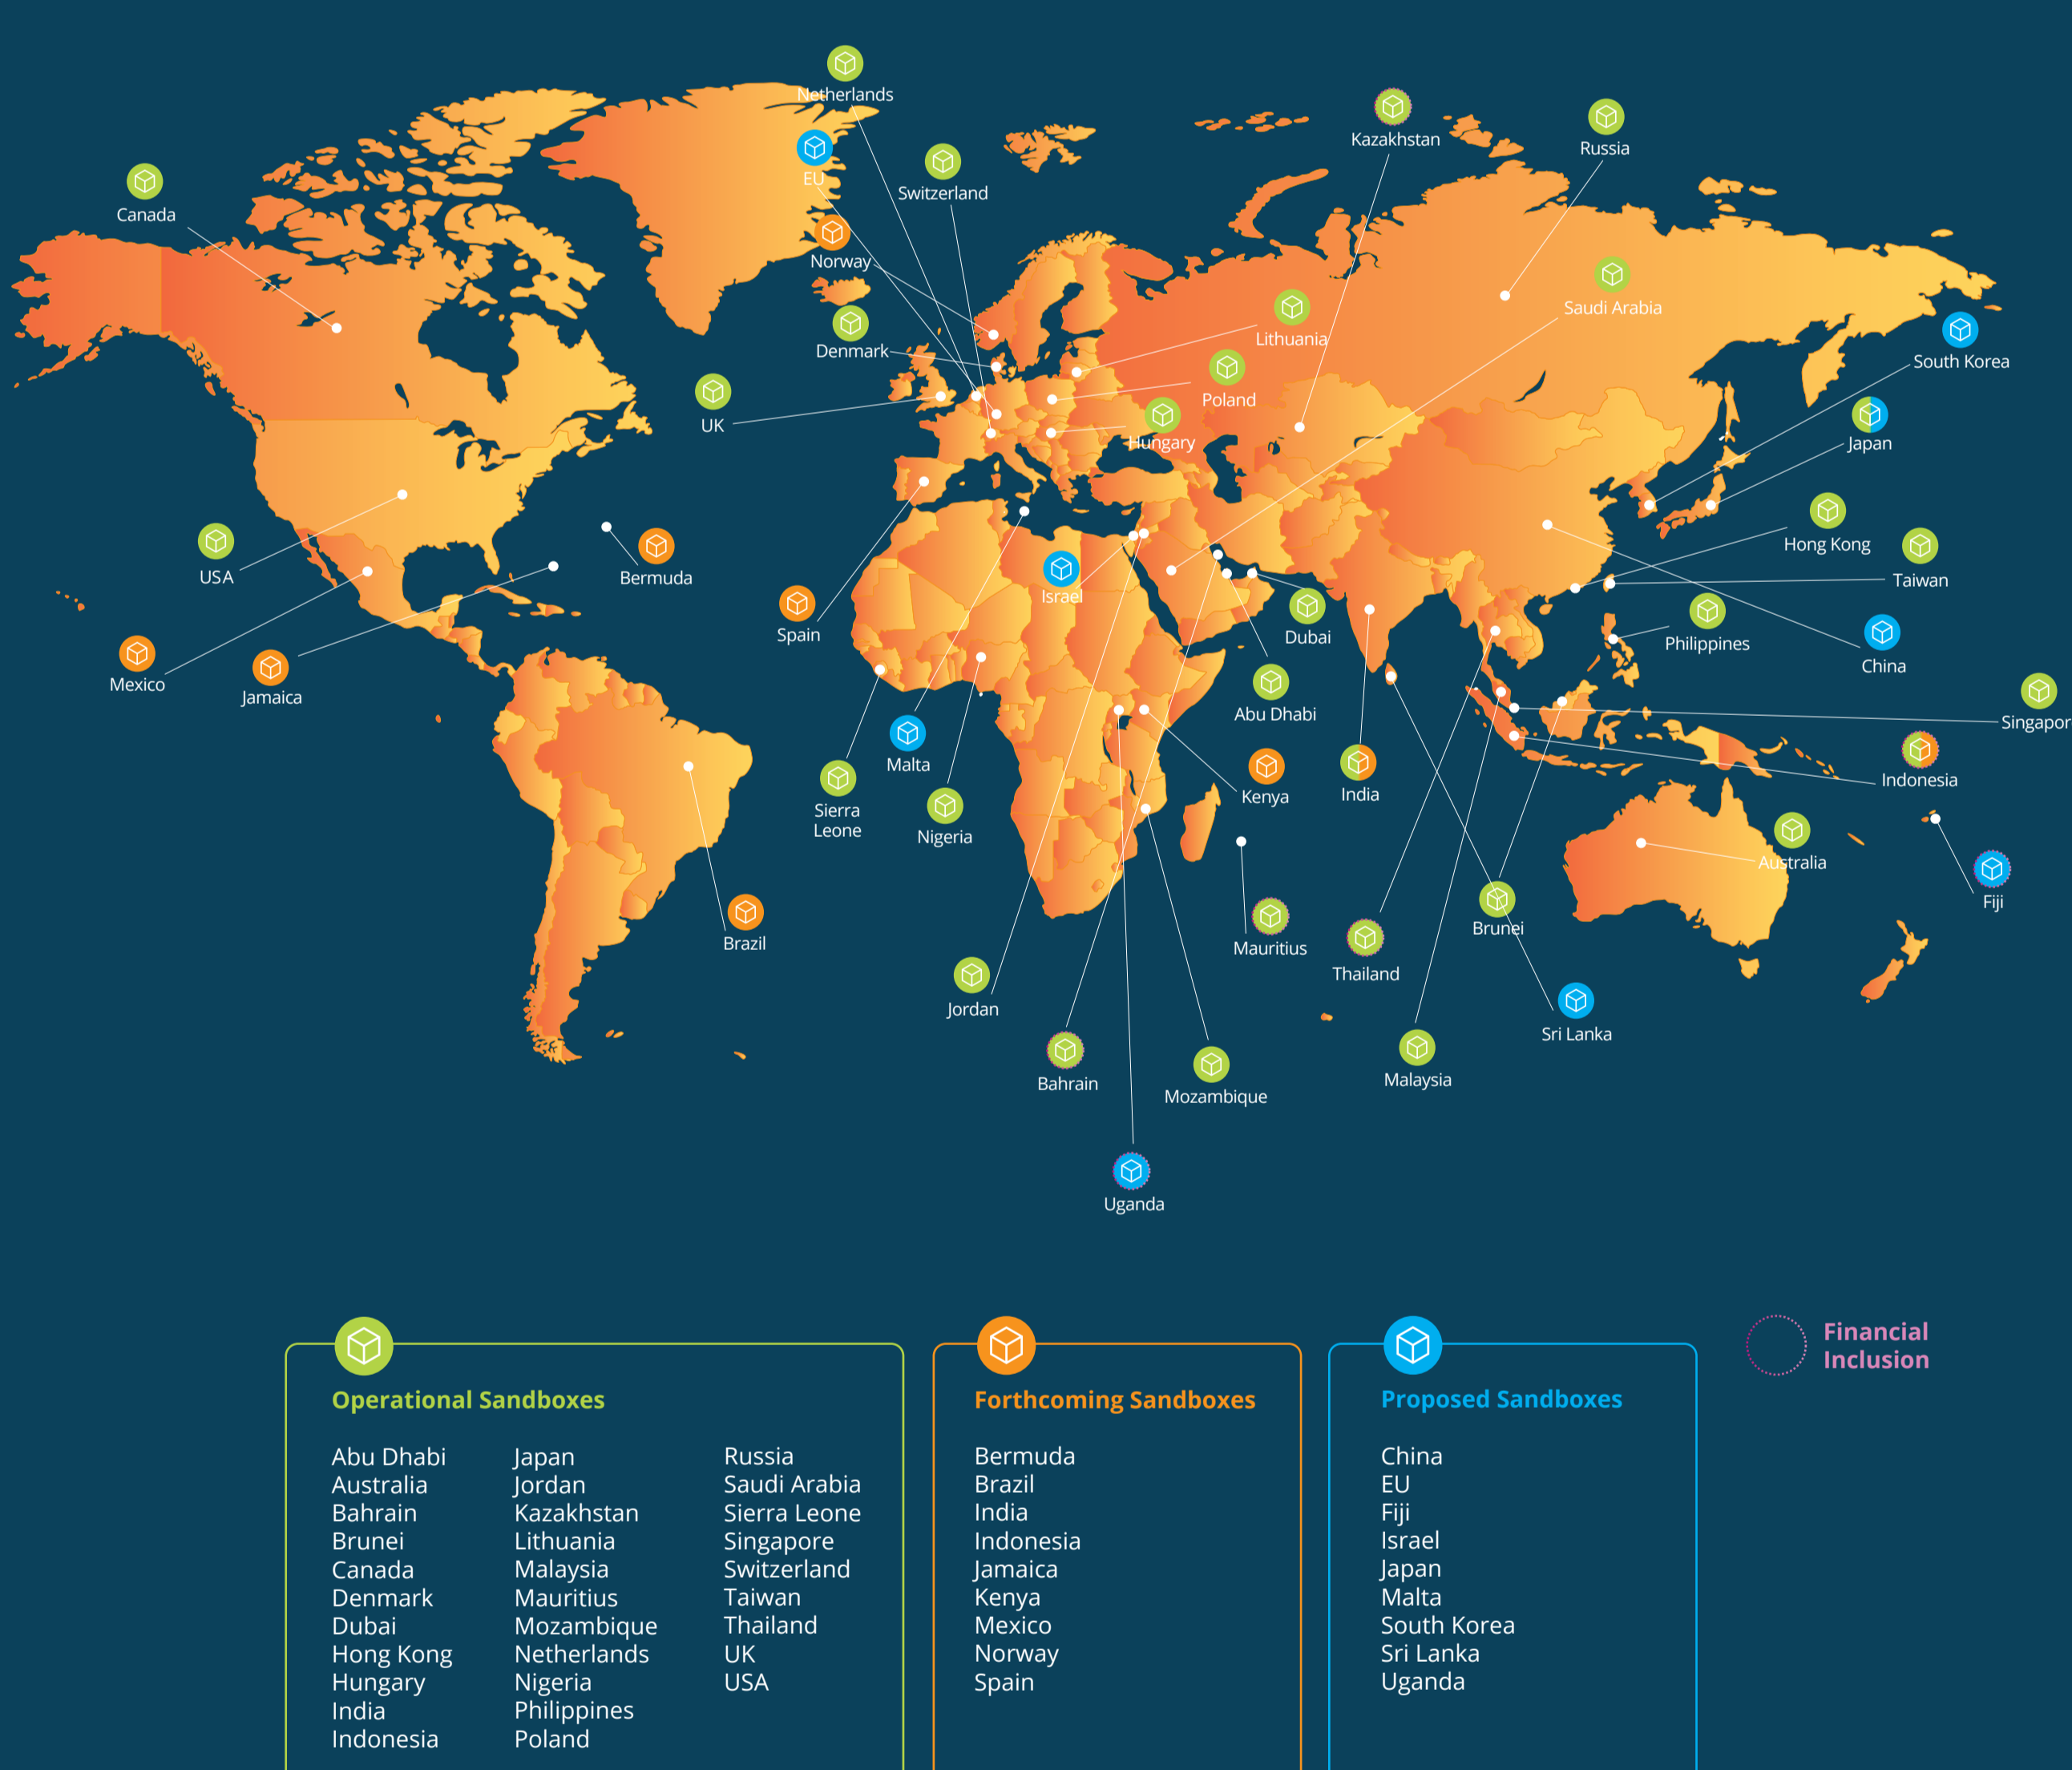 Netherlands
Kazakhstan
Russia
EU
Switzerland
Canada
Norway
Saudi Arabia
Lithuania
Denmark
South Korea
Poland
UK
Hungary
Japan
Hong Kong
USA
Bermuda
Taiwan
Israel
Spain
Dubai
Philippines
China
Mexico
Jamaica
Abu Dhabi
Singapor
Malta
Indonesia
Kenya
India
Sierra
Leone
Nigeria
Australia
Fiji
Brazil
Mauritius
Brunei
Thailand
Jordan
Sri Lanka
Bahrain
Malaysia
Mozambique
Uganda
Financial
Inclusion
Operational Sandboxes
Abu Dhabi
Australia
Bahrain
Brunei
Canada
Denmark
Dubai
Hong Kong
Hungary
India
Indonesia
Japan
Jordan
Kazakhstan
Lithuania
Malaysia
Mauritius
Mozambique
Netherlands
Nigeria
Philippines
Poland
Russia
Saudi Arabia
Sierra Leone
Singapore
Switzerland
Taiwan
Thailand
UK
USA
Forthcoming Sandboxes
Bermuda
Brazil
India
Indonesia
Jamaica
Kenya
Mexico
Norway
Spain
Proposed Sandboxes
China
EU
Fiji
Israel
Japan
Malta
South Korea
Sri Lanka
Uganda